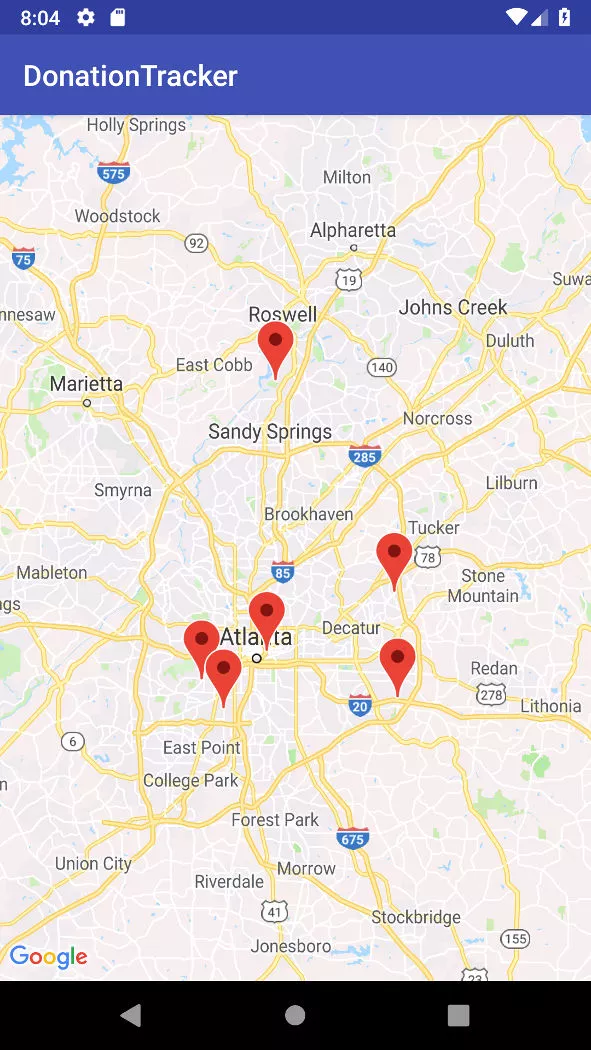 8:04
DonationTracker
Holly Springs
575
Milton
Woodstock
Alpharetta
92
75
19
Suwa
nnesaw
Roswell
Johns Creek
Duluth
East Cobb
140
Marietta
Norcross
Sandy Springs
285
Lilburn
Smyrna
Brookhaven
Tucker
78
Mableton
85
Stone
Mountain
ngs
Decatur
Atlanta
Redan
278
20
Lithonia
6
East Point
College Park
n
Forest Park
675
Union City
Morrow
Riverdale
41
Stockbridge
155
Jonesboro
Google
23